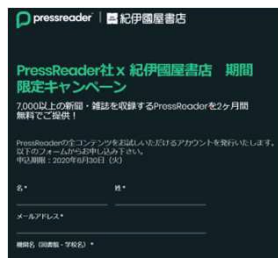 pressreader 紀伊國屋書店
PressReader社 x 紀伊國屋書店　期間
限定キャンペーン
7,000以上の新聞・雑誌を収録するPressReaderを2ヶ月間
無料でご提供！
PressReaderの全コンテンツをお試しいただけるアカウントを発行いたします。
以下のフォームからお申し込み下さい。
申込期限：2020年6月30日（火）
名* 姓*
メールアドレス*
機関名（図書館・学校名）*